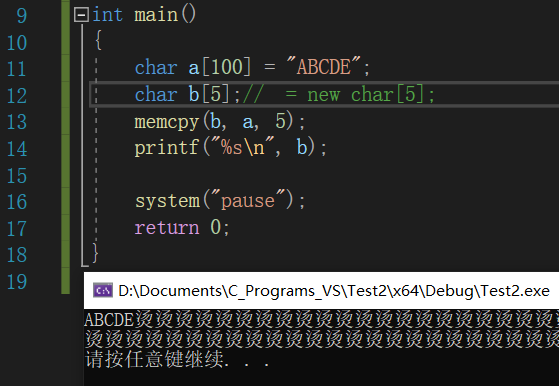 9 int main()
10 {
11 char a[100] = "ABCDE";
12 char b[5];// = new char[5];
13 memcpy(b, a, 5);
14 printf("%s\n", b);
15
16 system("pause");
17 return 0;
18 }
19
D:\Documents\C_Programs_VS\Test2\x64\Debug\Test2.exe
ABCDE烫烫烫烫烫烫烫烫烫烫烫烫烫烫烫烫烫烫烫烫烫
烫烫烫烫烫烫烫烫烫烫烫烫烫烫烫烫烫烫烫烫烫烫烫
请按任意键继续. . .